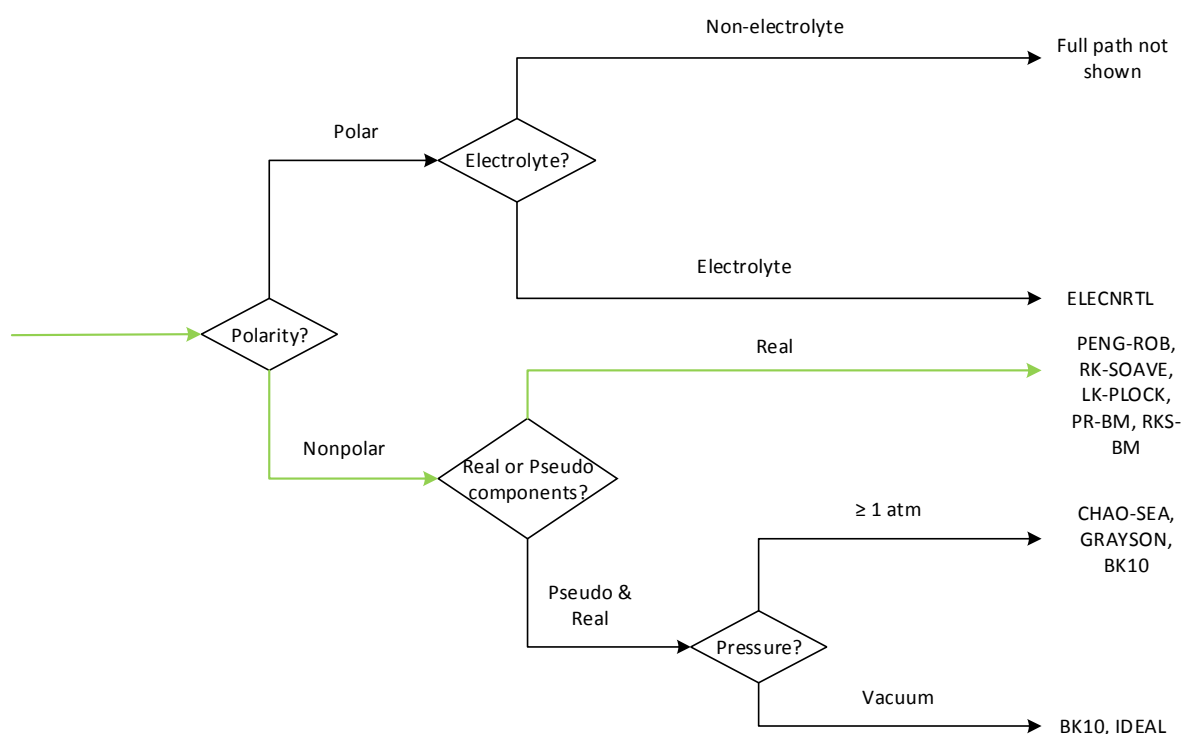 Non-electrolyte
Full path not
shown
Polar
Electrolyte?
Electrolyte
ELECNRTL
Polarity?
PENG-ROB,
RK-SOAVE,
LK-PLOCK,
PR-BM, RKS-
BM
Real
Nonpolar
Real or Pseudo
components?
≥ 1 atm
CHAO-SEA,
GRAYSON,
BK10
Pseudo &
Real
Pressure?
Vacuum
BK10, IDEAL